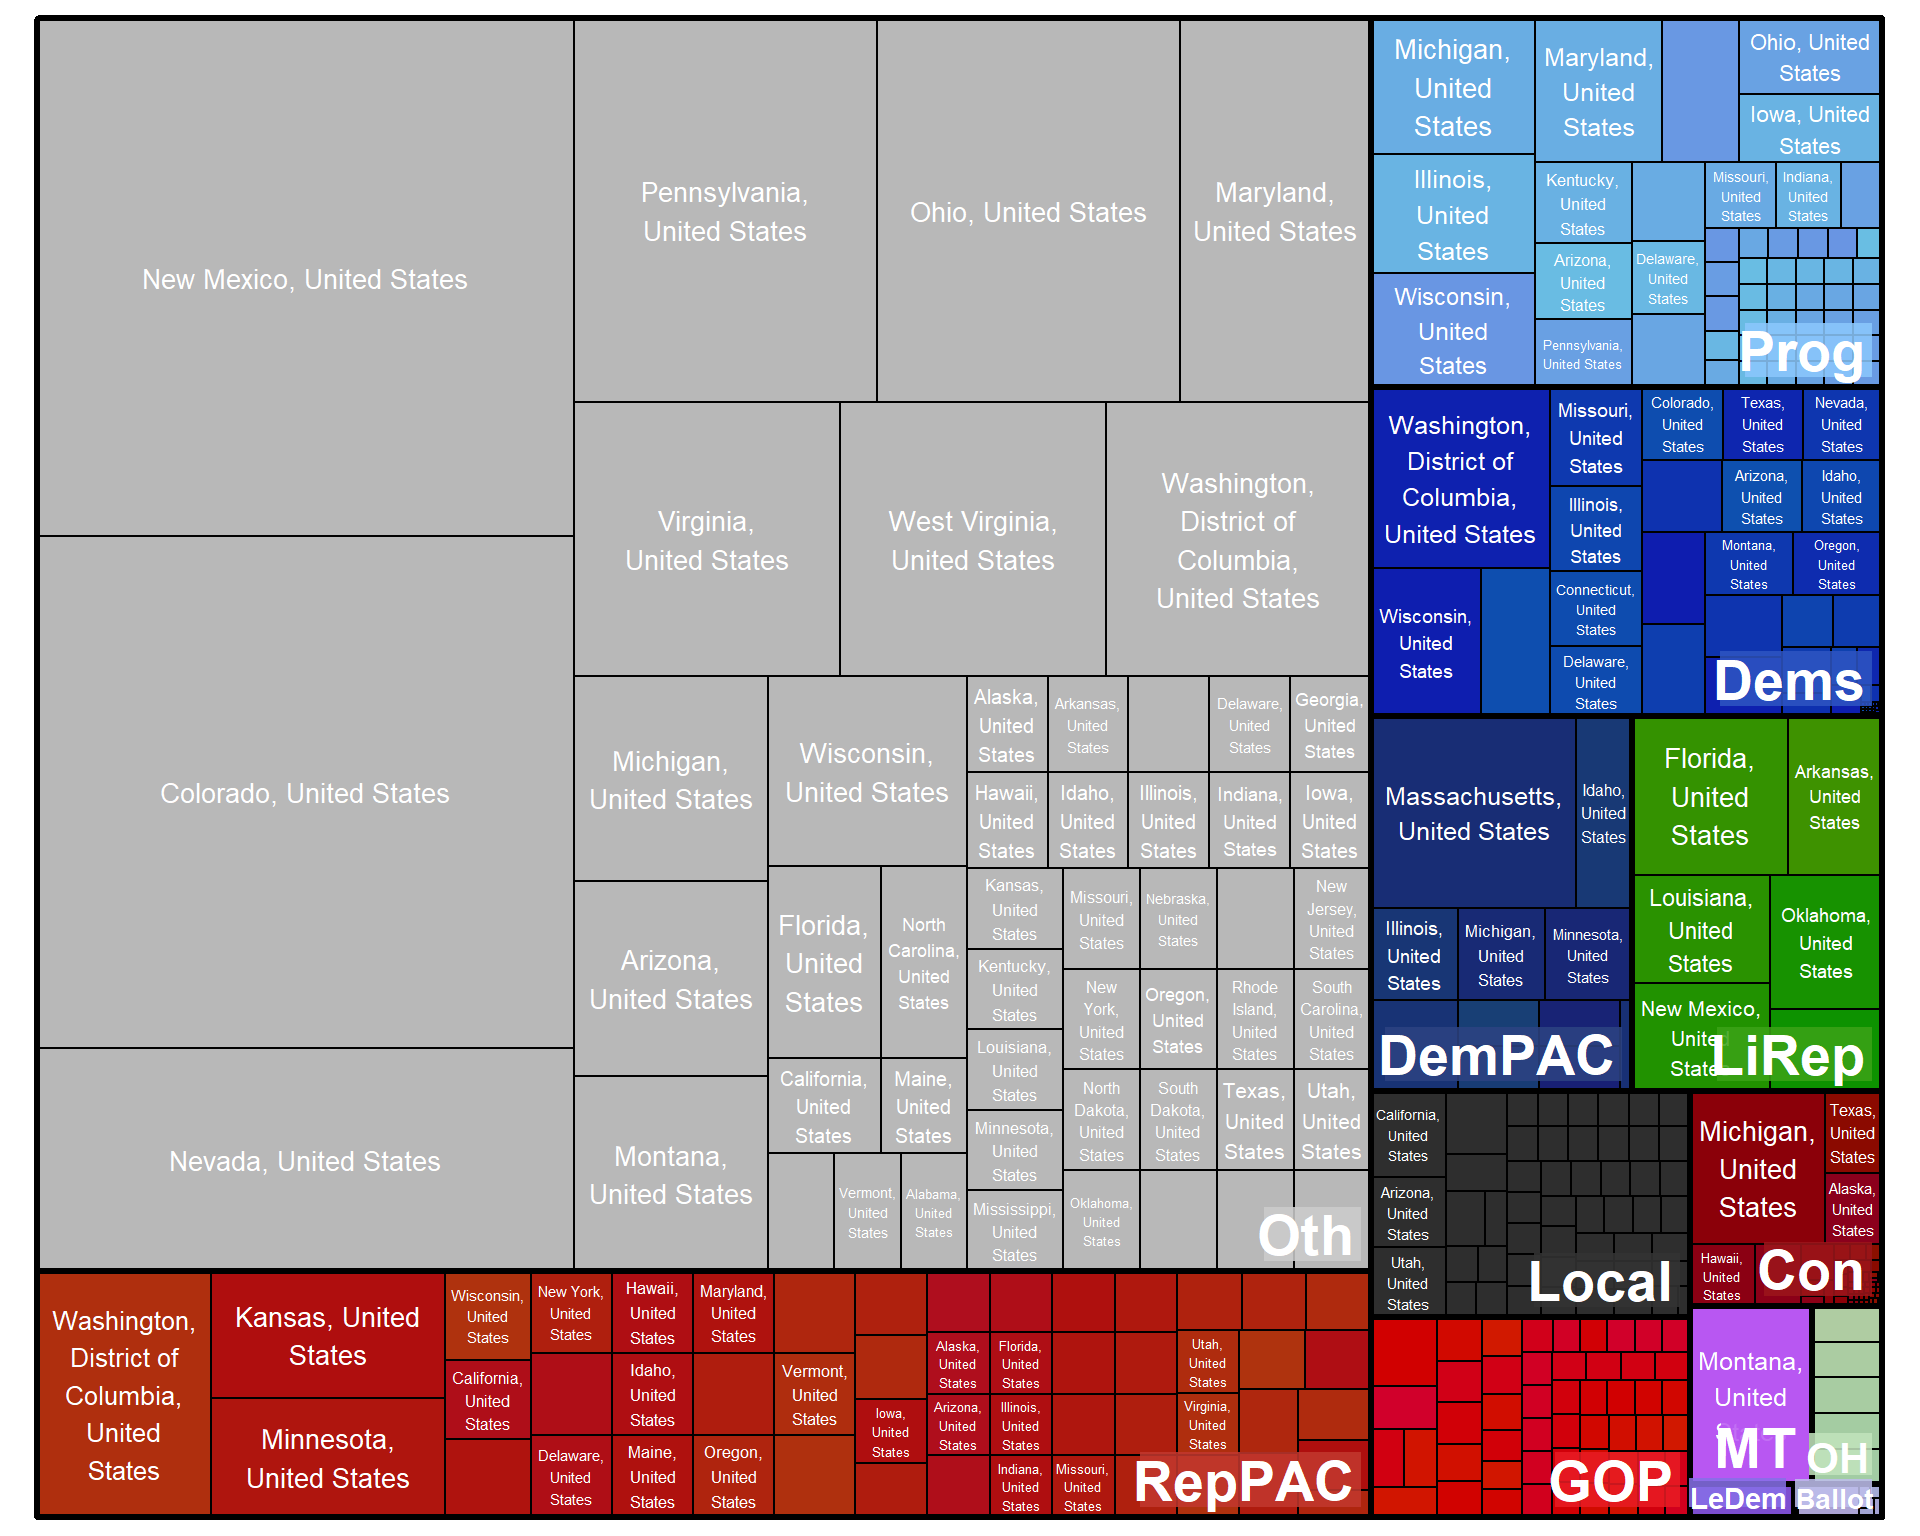 New Mexico, United States
Colorado, United States
Nevada, United States
Pennsylvania,
United States
Ohio, United States
Maryland,
United States
Virginia,
United States
West Virginia,
United States
Washington,
District of
Columbia,
United States
Michigan,
United States
Arizona,
United States
Montana,
United States
Wisconsin,
United States
Florida,
United
States
North
Carolina,
United
States
California,
United
States
Maine,
United
States
Vermont,
United
States
Alabama,
United
States
Alaska,
United
States
Arkansas,
United
States
Delaware,
United
States
Georgia,
United
States
Hawaii,
United
States
Idaho,
United
States
Illinois,
United
States
Indiana,
United
States
Iowa,
United
States
Kansas,
United
States
Kentucky,
United
States
Louisiana,
United
States
Minnesota,
United
States
Mississippi,
United
States
Missouri,
United
States
Nebraska,
United
States
New
Jersey,
United
States
New
York,
United
States
Oregon,
United
States
Rhode
Island,
United
States
South
Carolina,
United
States
North
Dakota,
United
States
South
Dakota,
United
States
Texas,
United
States
Utah,
United
States
Oklahoma,
United
States
Oth
Washington,
District of
Columbia,
United
States
Kansas, United
States
Minnesota,
United States
Wisconsin,
United
States
California,
United
States
New York,
United
States
Delaware,
United
States
Hawaii,
United
States
Idaho,
United
States
Maine,
United
States
Maryland,
United
States
Oregon,
United
States
Vermont,
United
States
Iowa,
United
States
Alaska,
United
States
Arizona,
United
States
Florida,
United
States
Illinois,
United
States
Indiana,
United
States
Missouri,
United
States
Utah,
United
States
Virginia,
United
States
RepPAC
Michigan,
United
States
Illinois,
United
States
Wisconsin,
United
States
Maryland,
United
States
Ohio, United
States
Iowa, United
States
Kentucky,
United
States
Arizona,
United
States
Pennsylvania,
United States
Delaware,
United
States
Missouri,
United
States
Indiana,
United
States
Prog
Washington,
District of
Columbia,
United States
Wisconsin,
United
States
Missouri,
United
States
Illinois,
United
States
Connecticut,
United
States
Delaware,
United
States
Colorado,
United
States
Texas,
United
States
Nevada,
United
States
Arizona,
United
States
Idaho,
United
States
Montana,
United
States
Oregon,
United
States
Dems
Massachusetts,
United States
Idaho,
United
States
Illinois,
United
States
Michigan,
United
States
Minnesota,
United
States
DemPAC
Florida,
United
States
Arkansas,
United
States
Louisiana,
United
States
Oklahoma,
United
States
New Mexico,
United
States
LiRep
California,
United
States
Arizona,
United
States
Utah,
United
States
Local
Michigan,
United
States
Texas,
United
States
Alaska,
United
States
Hawaii,
United
States
Con
GOP
Montana,
United
States
MT
OH
LeDem
Ballot